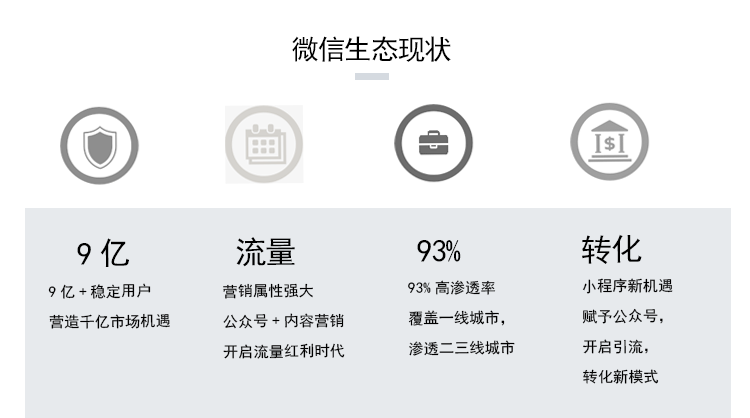 微信生态现状
$
9 亿
9 亿 + 稳定用户
营造千亿市场机遇
流量
营销属性强大
公众号 + 内容营销
开启流量红利时代
93%
93% 高渗透率
覆盖一线城市，
渗透二三线城市
转化
小程序新机遇
赋予公众号，
开启引流，
转化新模式